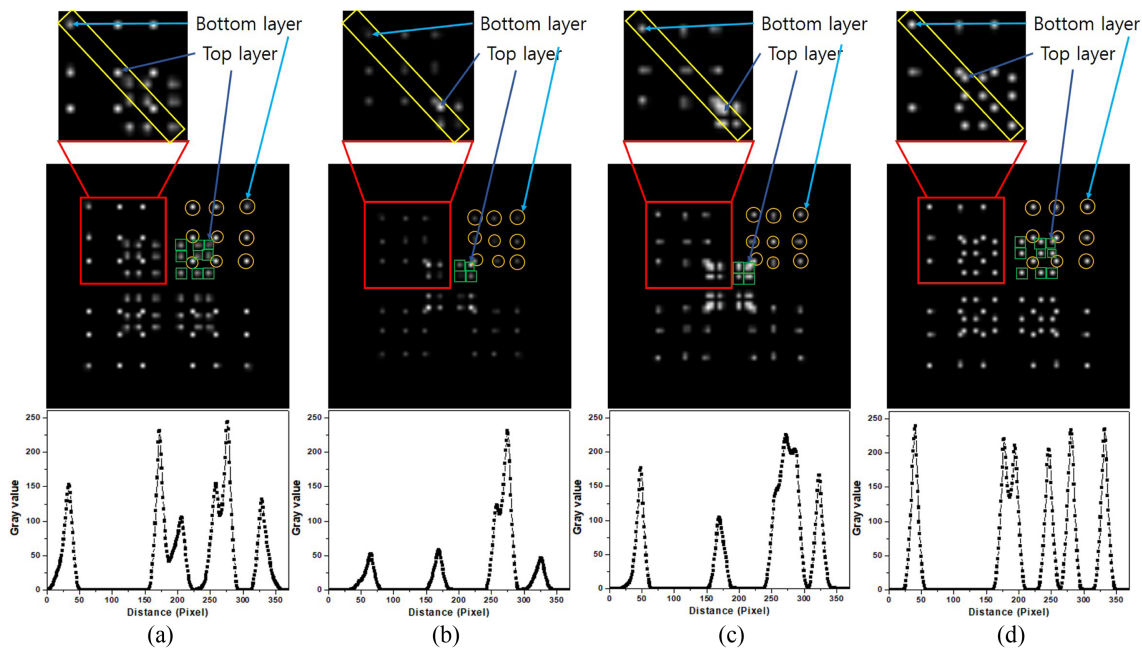 Bottom layer
Top layer
Bottom layer
Top layer
Bottom layer
Top layer
Bottom layer
Top layer
250
200
150
100
50
0
Gray value
0 50 100 150 200 250 300 350
Distance (Pixel)
(a)
250
200
150
100
50
0
Gray value
0 50 100 150 200 250 300 350
Distance (Pixel)
(b)
250
200
150
100
50
0
Gray value
0 50 100 150 200 250 300 350
Distance (Pixel)
(c)
250
200
150
100
50
0
Gray value
0 50 100 150 200 250 300 350
Distance (Pixel)
(d)